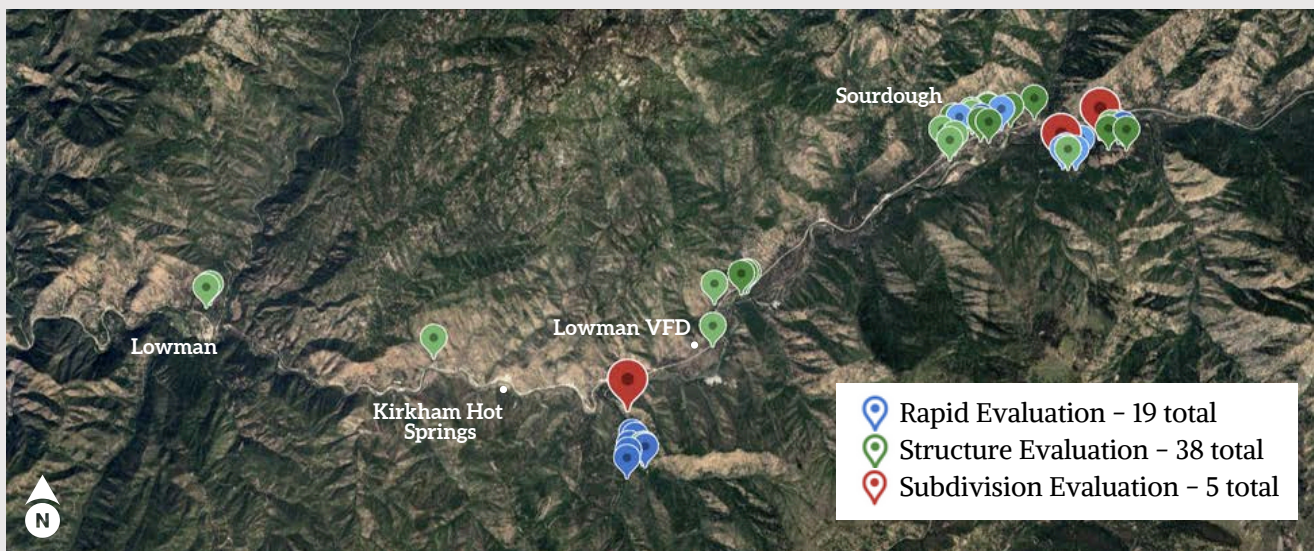 Sourdough
Lowman VFD
Lowman
Kirkham Hot
Springs
Rapid Evaluation – 19 total
Structure Evaluation – 38 total
Subdivision Evaluation – 5 total
N